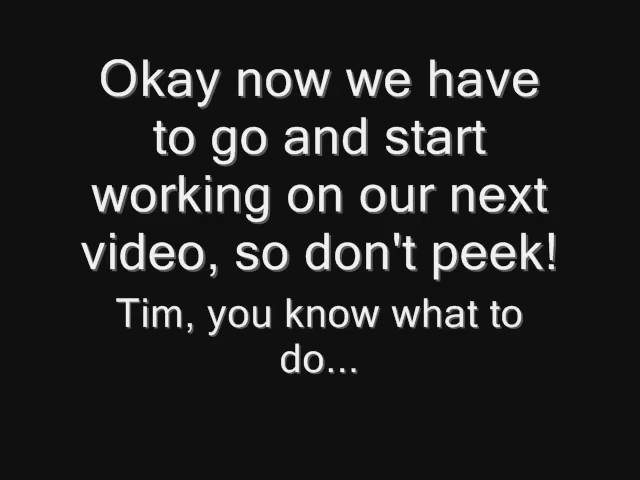 Okay now we have
to go and start
working on our next
video, so don't peek!
Tim, you know what to
do...